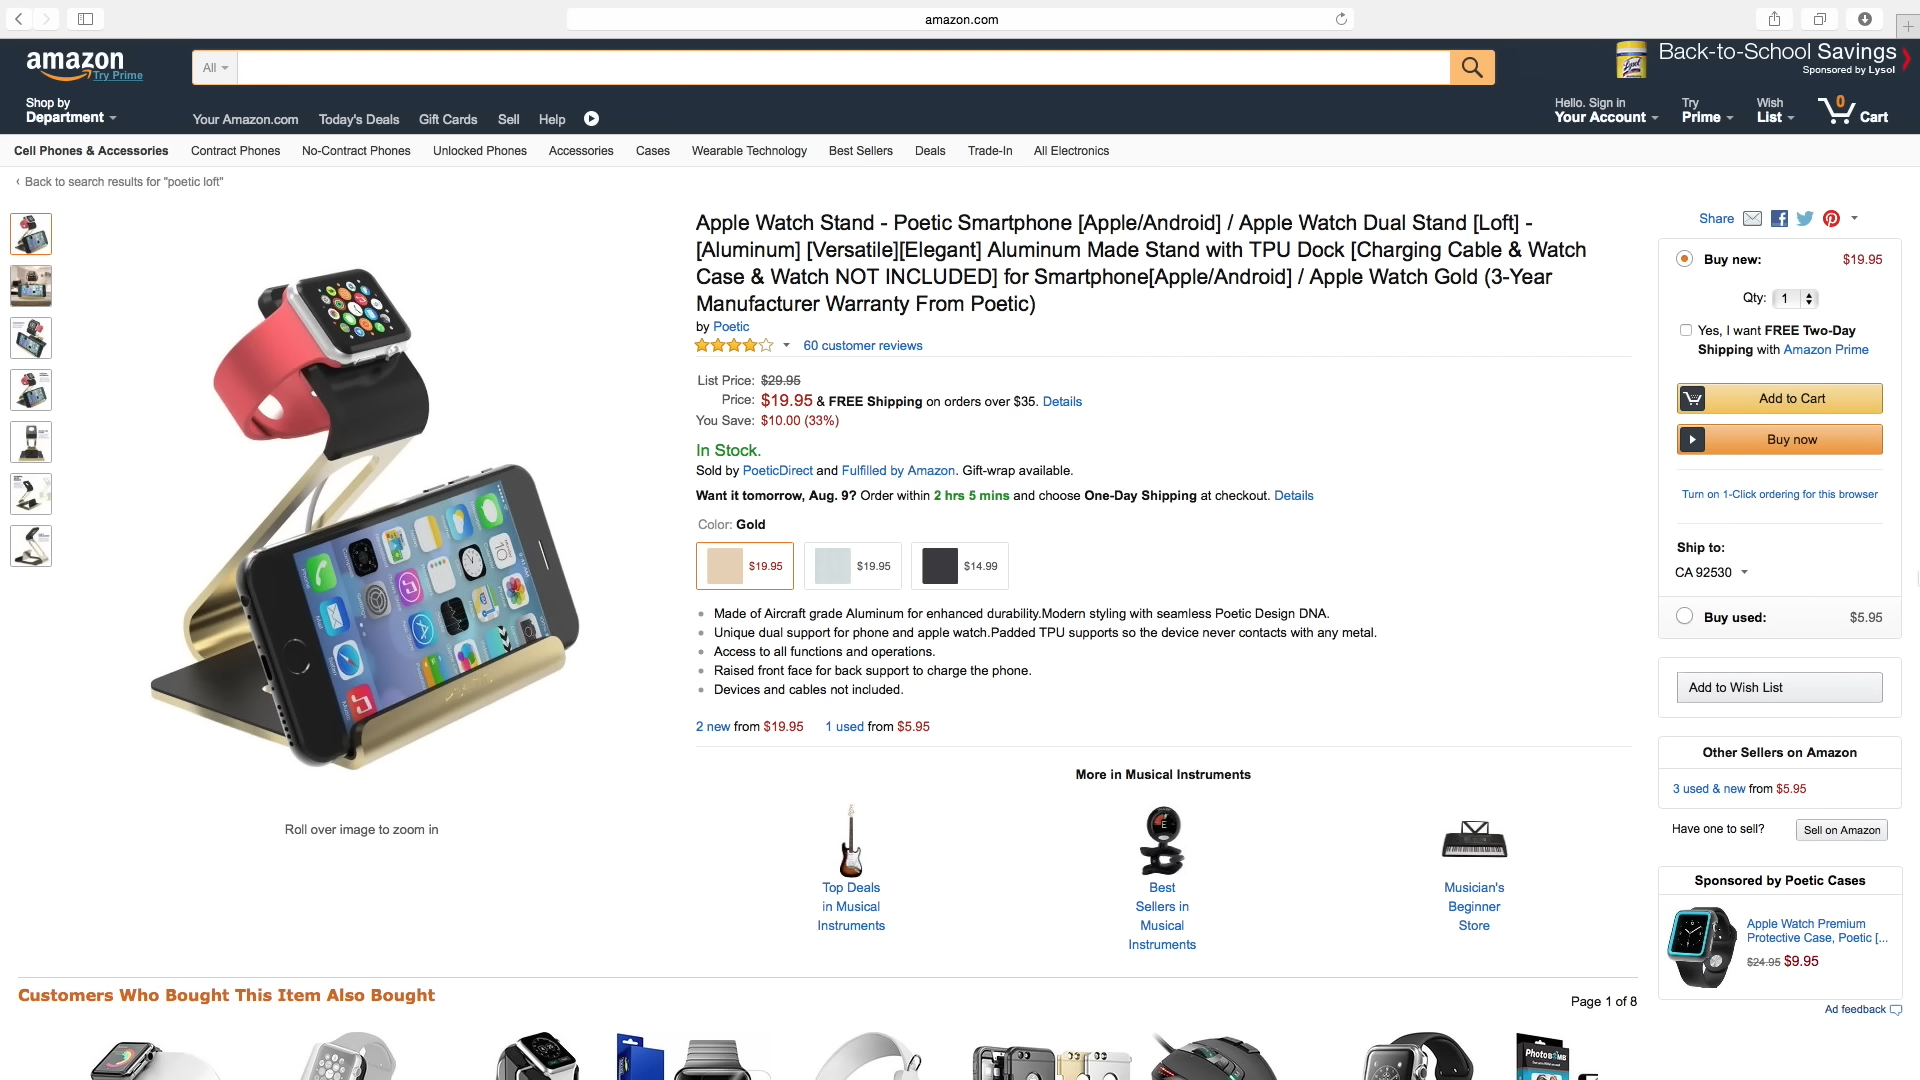 amazon.com
amazon
Try Prime
All
Back-to-School Savings
Sponsored by Lysol
Lysol
Shop by
Department
Your Amazon.com
Today's Deals
Gift Cards
Sell
Help
Hello. Sign in
Your Account
Try
Prime
Wish
List
0
Cart
Cell Phones & Accessories
Contract Phones
No-Contract Phones
Unlocked Phones
Accessories
Cases
Wearable Technology
Best Sellers
Deals
Trade-In
All Electronics
‹ Back to search results for "poetic loft"
Apple Watch Stand - Poetic Smartphone [Apple/Android] / Apple Watch Dual Stand [Loft] -
[Aluminum] [Versatile][Elegant] Aluminum Made Stand with TPU Dock [Charging Cable & Watch
Case & Watch NOT INCLUDED] for Smartphone[Apple/Android] / Apple Watch Gold (3-Year
Manufacturer Warranty From Poetic)
by Poetic
60 customer reviews
List Price: $29.95
Price: $19.95 & FREE Shipping on orders over $35. Details
You Save: $10.00 (33%)
In Stock.
Sold by PoeticDirect and Fulfilled by Amazon. Gift-wrap available.
Want it tomorrow, Aug. 9? Order within 2 hrs 5 mins and choose One-Day Shipping at checkout. Details
Color: Gold
$19.95
$19.95
$14.99
Made of Aircraft grade Aluminum for enhanced durability.Modern styling with seamless Poetic Design DNA.
Unique dual support for phone and apple watch.Padded TPU supports so the device never contacts with any metal.
Access to all functions and operations.
Raised front face for back support to charge the phone.
Devices and cables not included.
2 new from $19.95
1 used from $5.95
Roll over image to zoom in
Phone
Mail
Safari
Music
10
9:41 AM
More in Musical Instruments
E
Top Deals
in Musical
Instruments
Best
Sellers in
Musical
Instruments
Musician's
Beginner
Store
Share
Buy new:
$19.95
Qty: 1
Yes, I want FREE Two-Day
Shipping with Amazon Prime
Add to Cart
Buy now
Turn on 1-Click ordering for this browser
Ship to:
CA 92530
Buy used:
$5.95
Add to Wish List
Other Sellers on Amazon
3 used & new from $5.95
Have one to sell?
Sell on Amazon
Sponsored by Poetic Cases
Apple Watch Premium
Protective Case, Poetic [...
$24.95 $9.95
Ad feedback
Customers Who Bought This Item Also Bought
Page 1 of 8
PHOTOBOMB